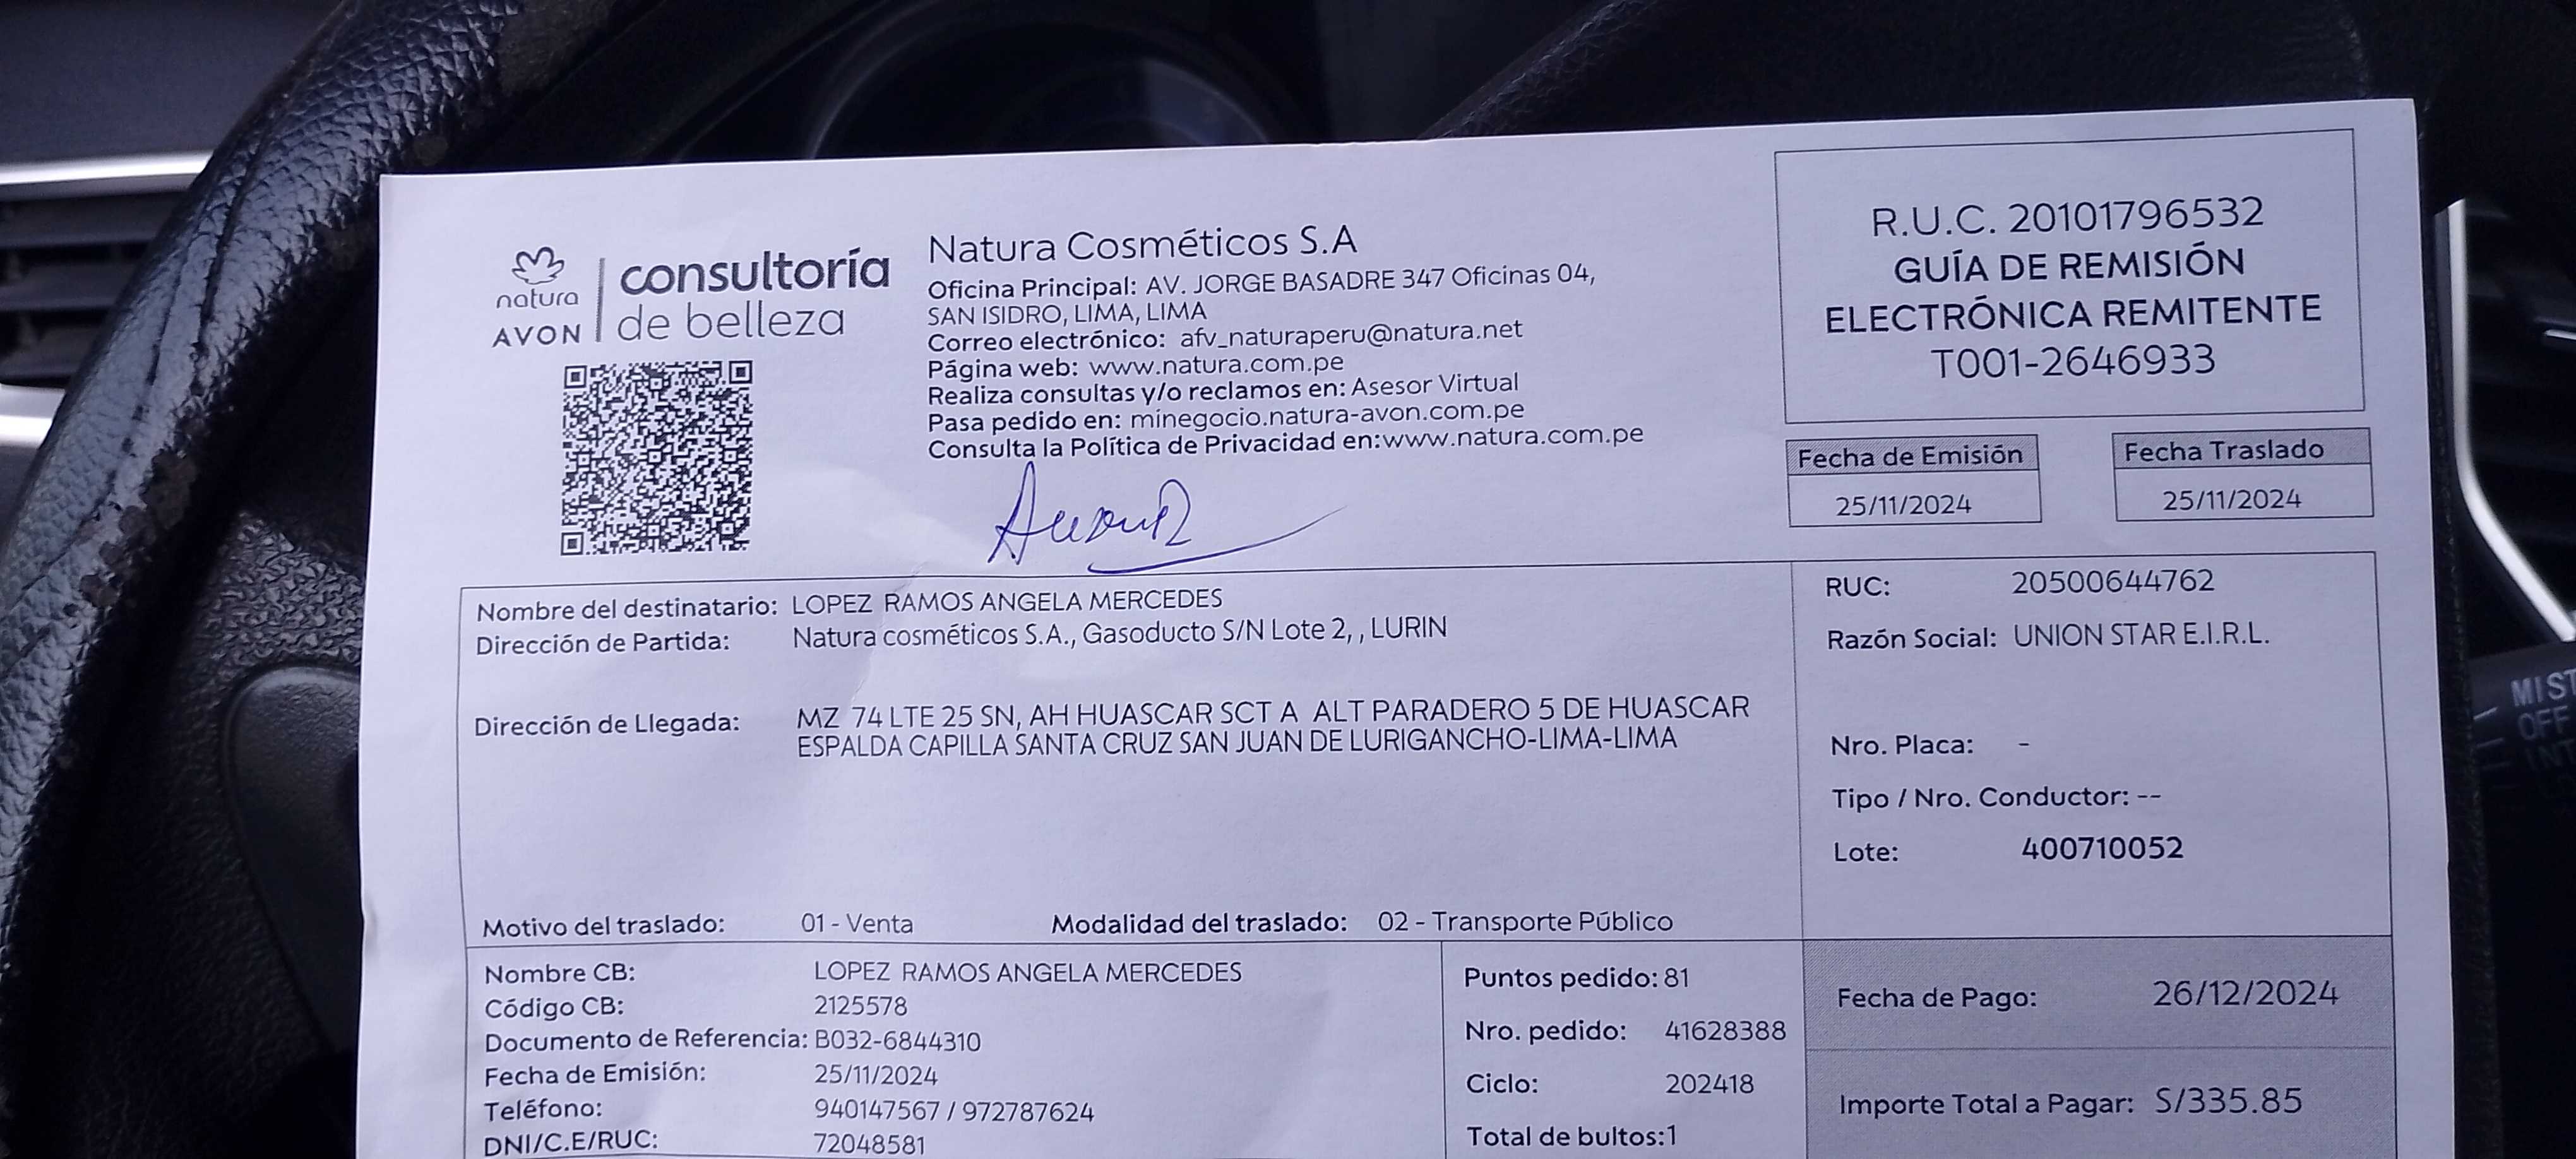 natura
AVON
consultoría
de belleza
Natura Cosméticos S.A
Oficina Principal: AV. JORGE BASADRE 347 Oficinas 04,
SAN ISIDRO, LIMA, LIMA
Correo electrónico: afv_naturaperu@natura.net
Página web: www.natura.com.pe
Realiza consultas y/o reclamos en: Asesor Virtual
Pasa pedido en: minegocio.natura-avon.com.pe
Consulta la Política de Privacidad en:www.natura.com.pe
R.U.C. 20101796532
GUÍA DE REMISIÓN
ELECTRÓNICA REMITENTE
T001-2646933
Fecha de Emisión
25/11/2024
Fecha Traslado
25/11/2024
Nombre del destinatario: LOPEZ RAMOS ANGELA MERCEDES
Dirección de Partida: Natura cosméticos S.A., Gasoducto S/N Lote 2, , LURIN
Dirección de Llegada: MZ 74 LTE 25 SN, AH HUASCAR SCT A ALT PARADERO 5 DE HUASCAR
ESPALDA CAPILLA SANTA CRUZ SAN JUAN DE LURIGANCHO-LIMA-LIMA
Motivo del traslado: 01 - Venta Modalidad del traslado: 02 - Transporte Público
RUC: 20500644762
Razón Social: UNION STAR E.I.R.L.
Nro. Placa: -
Tipo / Nro. Conductor: --
Lote: 400710052
Nombre CB: LOPEZ RAMOS ANGELA MERCEDES
Código CB: 2125578
Documento de Referencia: B032-6844310
Fecha de Emisión: 25/11/2024
Teléfono: 940147567 / 972787624
DNI/C.E/RUC: 72048581
Puntos pedido: 81
Nro. pedido: 41628388
Ciclo: 202418
Total de bultos:1
Fecha de Pago: 26/12/2024
Importe Total a Pagar: S/335.85
MIST
OFF